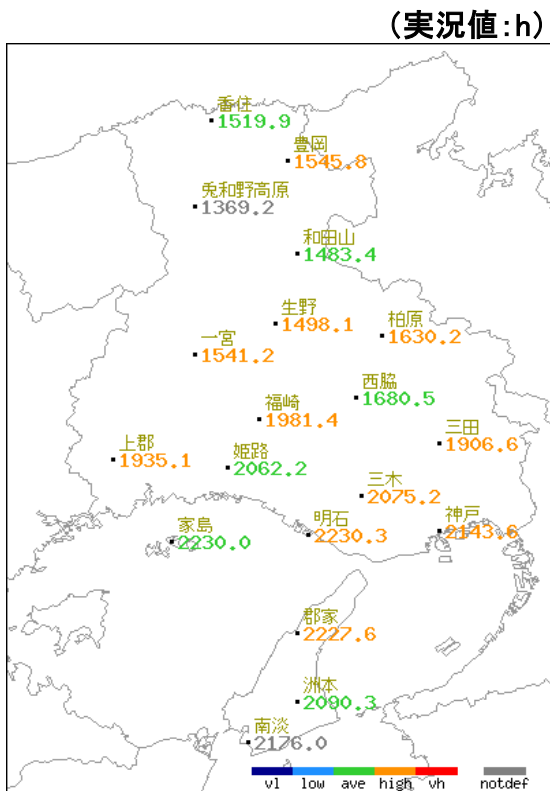 (実況値:h)
香住
1519.9
豊岡
1545.8
兎和野高原
1369.2
和田山
1483.4
生野
1498.1
柏原
1630.2
一宮
1541.2
西脇
1680.5
福崎
1981.4
三田
1906.6
上郡
1935.1
姫路
2062.2
三木
2075.2
家島
2230.0
明石
2230.3
神戸
2143.6
郡家
2227.6
洲本
2090.3
南淡
2176.0
vl low ave high vh notdef